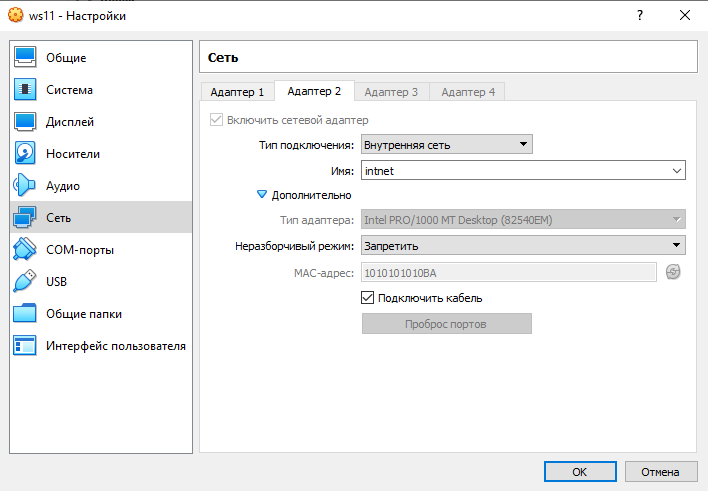 ws11 - Настройки
Общие
Система
Дисплей
Носители
Аудио
Сеть
COM-порты
USB
Общие папки
Интерфейс пользователя
Сеть
Адаптер 1 Адаптер 2 Адаптер 3 Адаптер 4
Включить сетевой адаптер
Тип подключения: Внутренняя сеть
Имя: intnet
Дополнительно
Тип адаптера: Intel PRO/1000 MT Desktop (82540EM)
Неразборчивый режим: Запретить
MAC-адрес: 1010101010BA
Подключить кабель
Проброс портов
OK Отмена